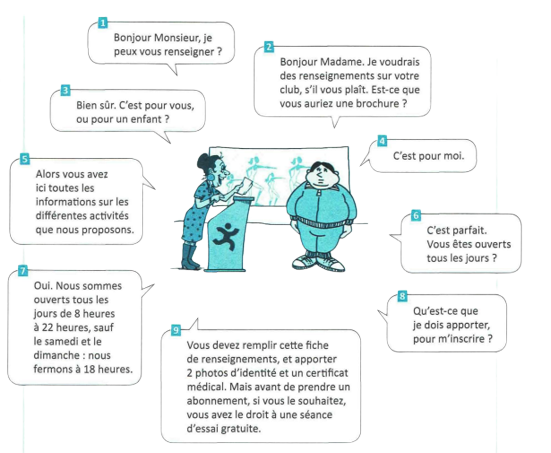 1
Bonjour Monsieur, je
peux vous renseigner ?
2
Bonjour Madame. Je voudrais
des renseignements sur votre
club, s'il vous plaît. Est-ce que
vous auriez une brochure ?
3
Bien sûr. C'est pour vous,
ou pour un enfant ?
4
C'est pour moi.
5
Alors vous avez
ici toutes les
informations sur les
différentes activités
que nous proposons.
6
C'est parfait.
Vous êtes ouverts
tous les jours ?
7
Oui. Nous sommes
ouverts tous les
jours de 8 heures
à 22 heures, sauf
le samedi et le
dimanche : nous
fermons à 18 heures.
8
Qu'est-ce que
je dois apporter,
pour m'inscrire ?
9
Vous devez remplir cette fiche
de renseignements, et apporter
2 photos d'identité et un certificat
médical. Mais avant de prendre un
abonnement, si vous le souhaitez,
vous avez le droit à une séance
d'essai gratuite.